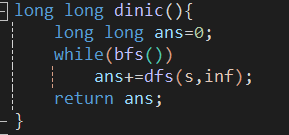 long long dinic(){
long long ans=0;
while(bfs())
ans+=dfs(s,inf);
return ans;
}